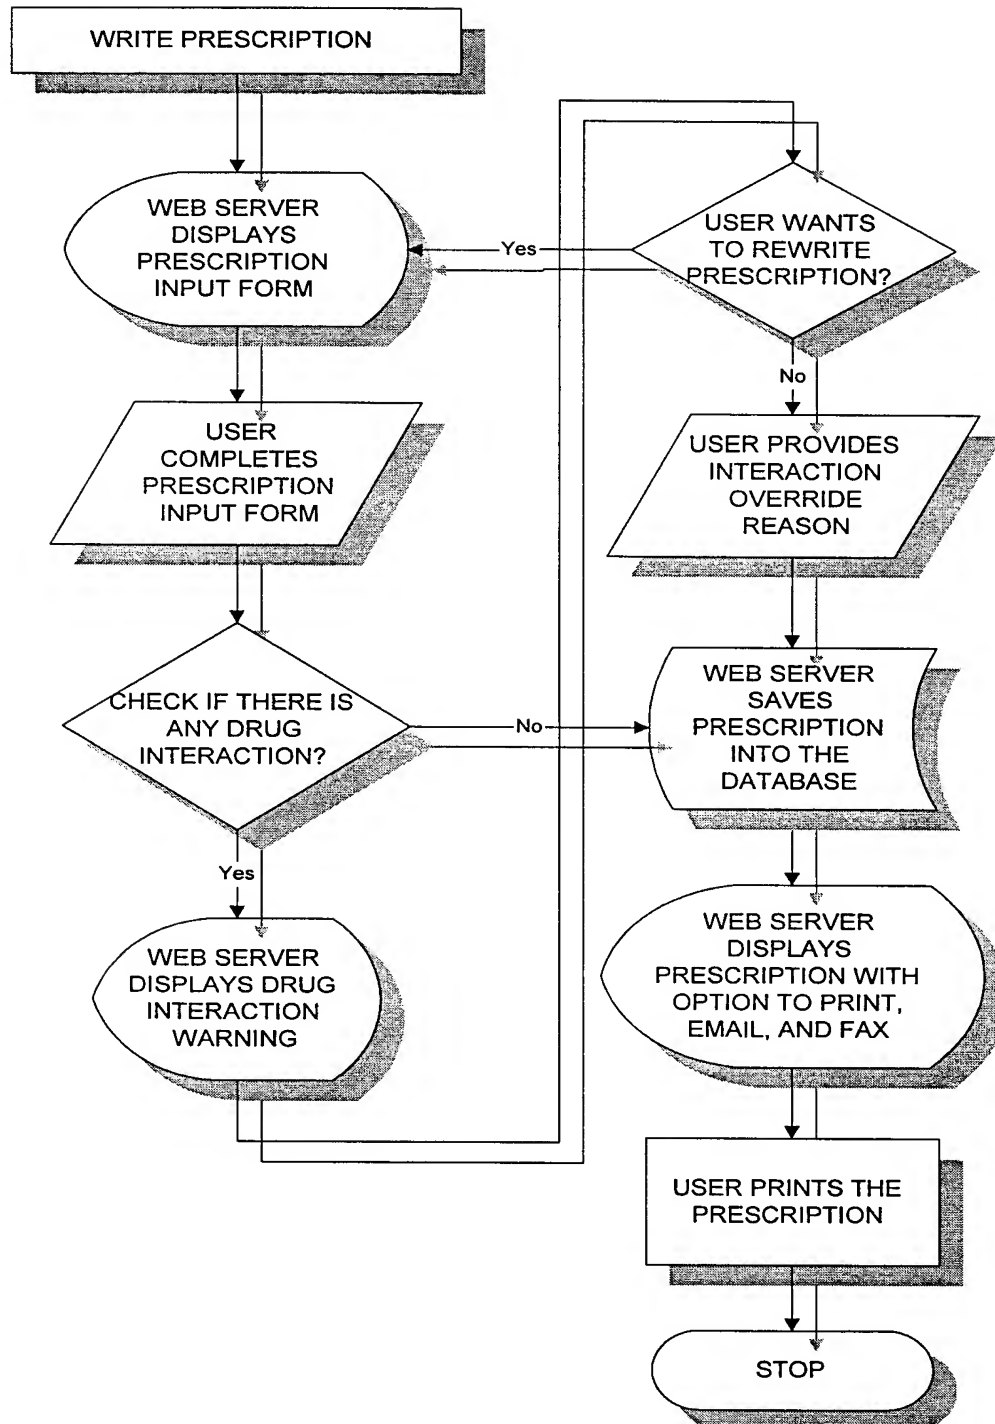 WRITE PRESCRIPTION
WEB SERVER
DISPLAYS
PRESCRIPTION
INPUT FORM
USER
COMPLETES
PRESCRIPTION
INPUT FORM
CHECK IF THERE IS
ANY DRUG
INTERACTION?
No
Yes
WEB SERVER
DISPLAYS DRUG
INTERACTION
WARNING
USER WANTS
TO REWRITE
PRESCRIPTION?
Yes
No
USER PROVIDES
INTERACTION
OVERRIDE
REASON
WEB SERVER
SAVES
PRESCRIPTION
INTO THE
DATABASE
WEB SERVER
DISPLAYS
PRESCRIPTION WITH
OPTION TO PRINT,
EMAIL, AND FAX
USER PRINTS THE
PRESCRIPTION
STOP